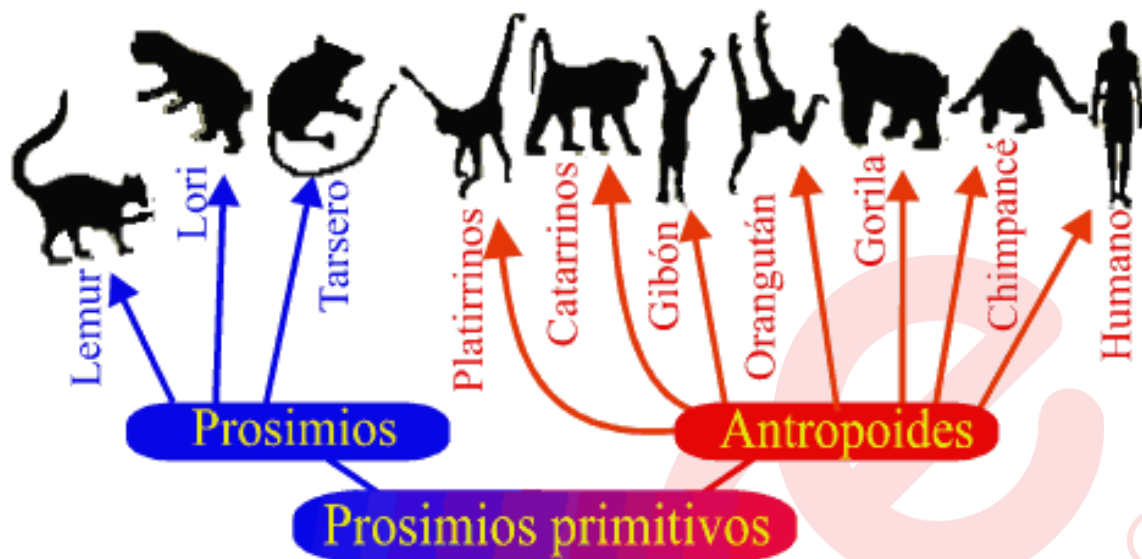 Lemur
Lori
Tarsero
Platirrinos
Catarrinos
Gibón
Orangután
Gorila
Chimpancé
Humano
Prosimios
Antropoides
Prosimios primitivos